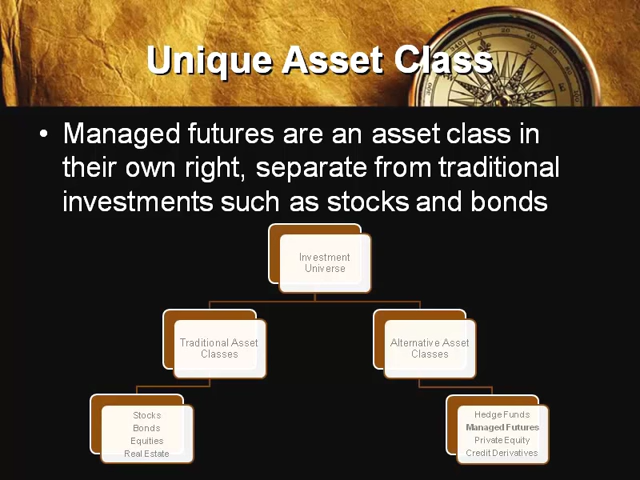 Unique Asset Class
• Managed futures are an asset class in
their own right, separate from traditional
investments such as stocks and bonds
Investment
Universe
Traditional Asset
Classes
Alternative Asset
Classes
Stocks
Bonds
Equities
Real Estate
Hedge Funds
Managed Futures
Private Equity
Credit Derivatives